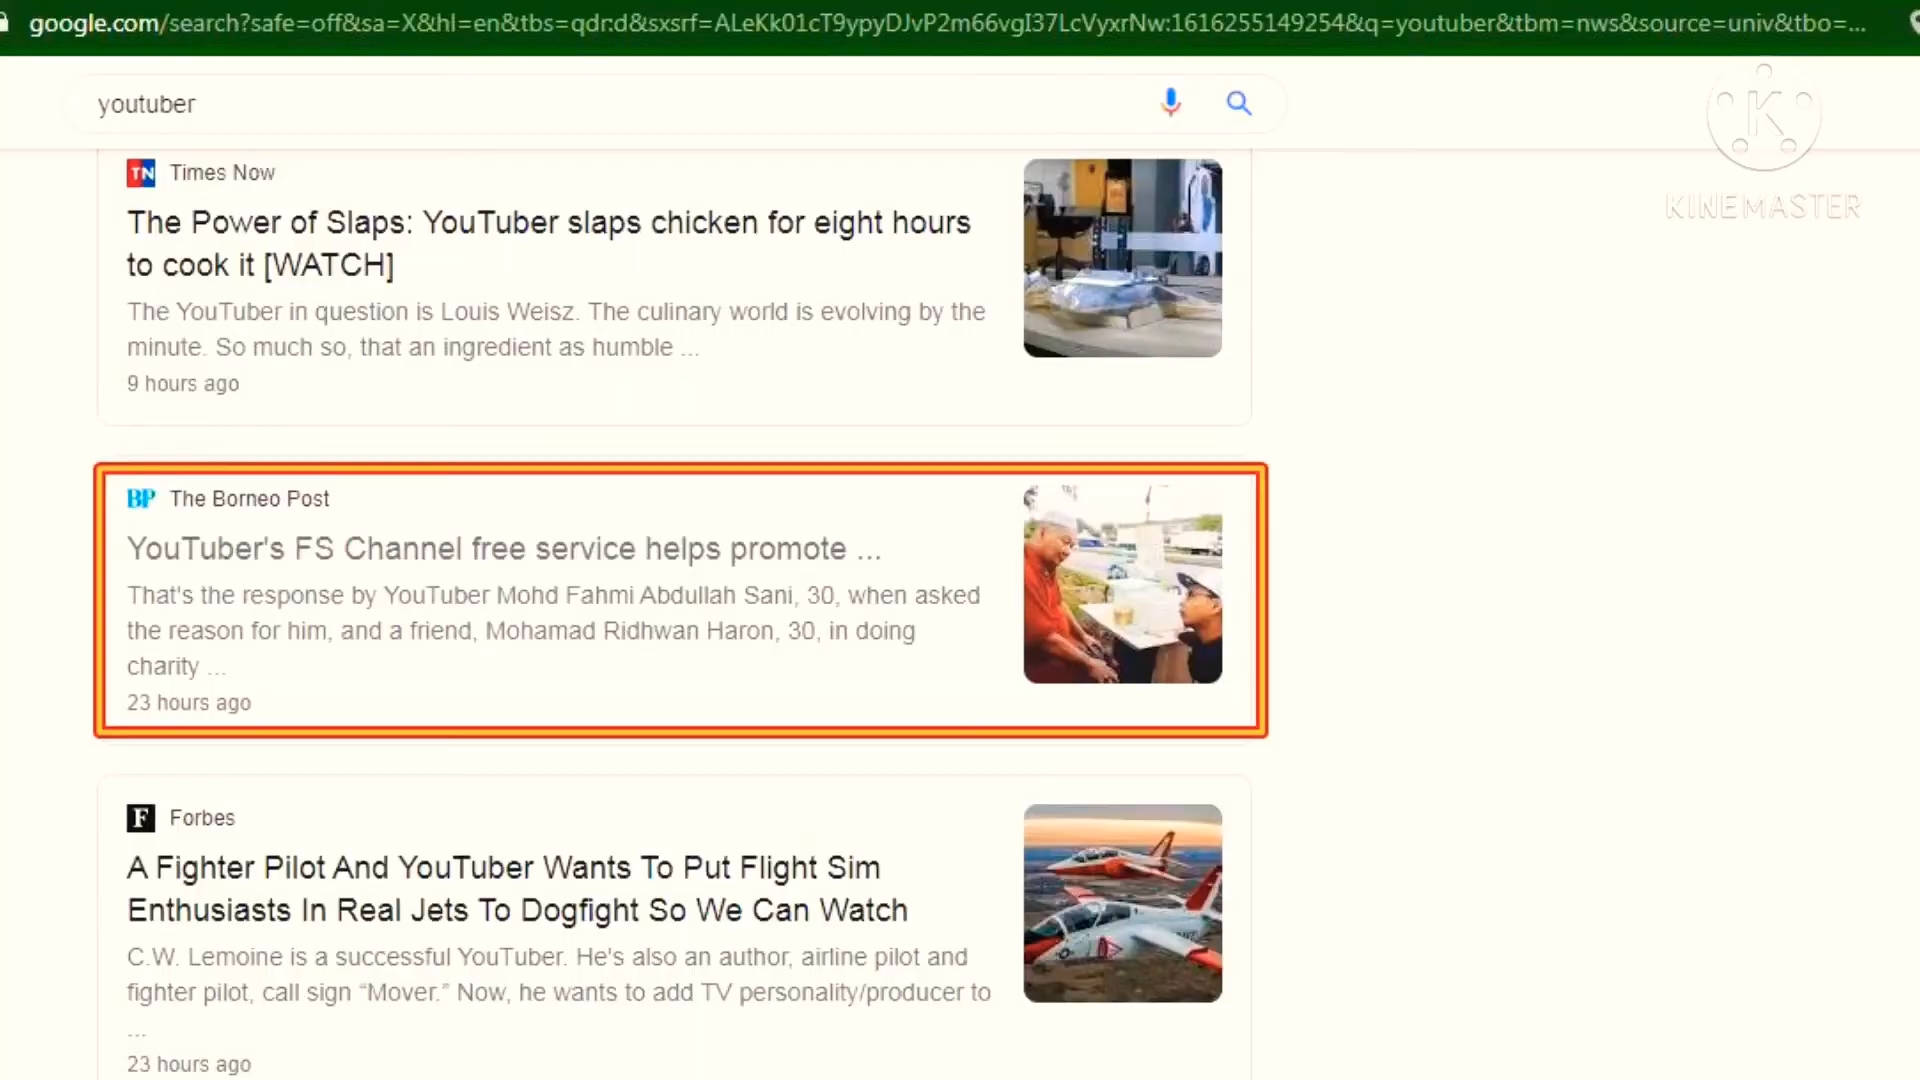 google.com/search?safe=off&sa=X&hl=en&tbs=qdr:d&sxsrf=ALeKk01cT9ypyDJvP2m66vgI37LcVyxrNw:1616255149254&q=youtuber&tbm=nws&source=univ&tbo=...
youtuber
K
KINEMASTER
TN Times Now
The Power of Slaps: YouTuber slaps chicken for eight hours
to cook it [WATCH]
The YouTuber in question is Louis Weisz. The culinary world is evolving by the
minute. So much so, that an ingredient as humble ...
9 hours ago
BP The Borneo Post
YouTuber's FS Channel free service helps promote ...
That's the response by YouTuber Mohd Fahmi Abdullah Sani, 30, when asked
the reason for him, and a friend, Mohamad Ridhwan Haron, 30, in doing
charity ...
23 hours ago
F Forbes
A Fighter Pilot And YouTuber Wants To Put Flight Sim
Enthusiasts In Real Jets To Dogfight So We Can Watch
C.W. Lemoine is a successful YouTuber. He's also an author, airline pilot and
fighter pilot, call sign “Mover.” Now, he wants to add TV personality/producer to
...
23 hours ago